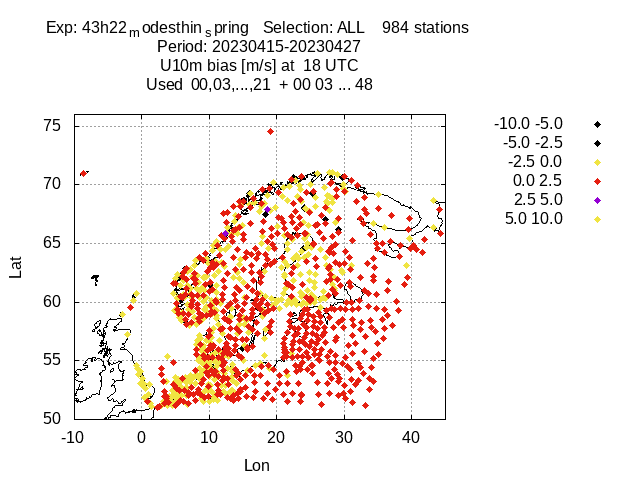 Exp: 43h22modesthinspring Selection: ALL 984 stations
Period: 20230415-20230427
U10m bias [m/s] at 18 UTC
Used 00,03,...,21 + 00 03 ... 48
-10.0 -5.0
-5.0 -2.5
-2.5 0.0
0.0 2.5
2.5 5.0
5.0 10.0
75
70
65
60
55
50
Lat
-10 0 10 20 30 40
Lon